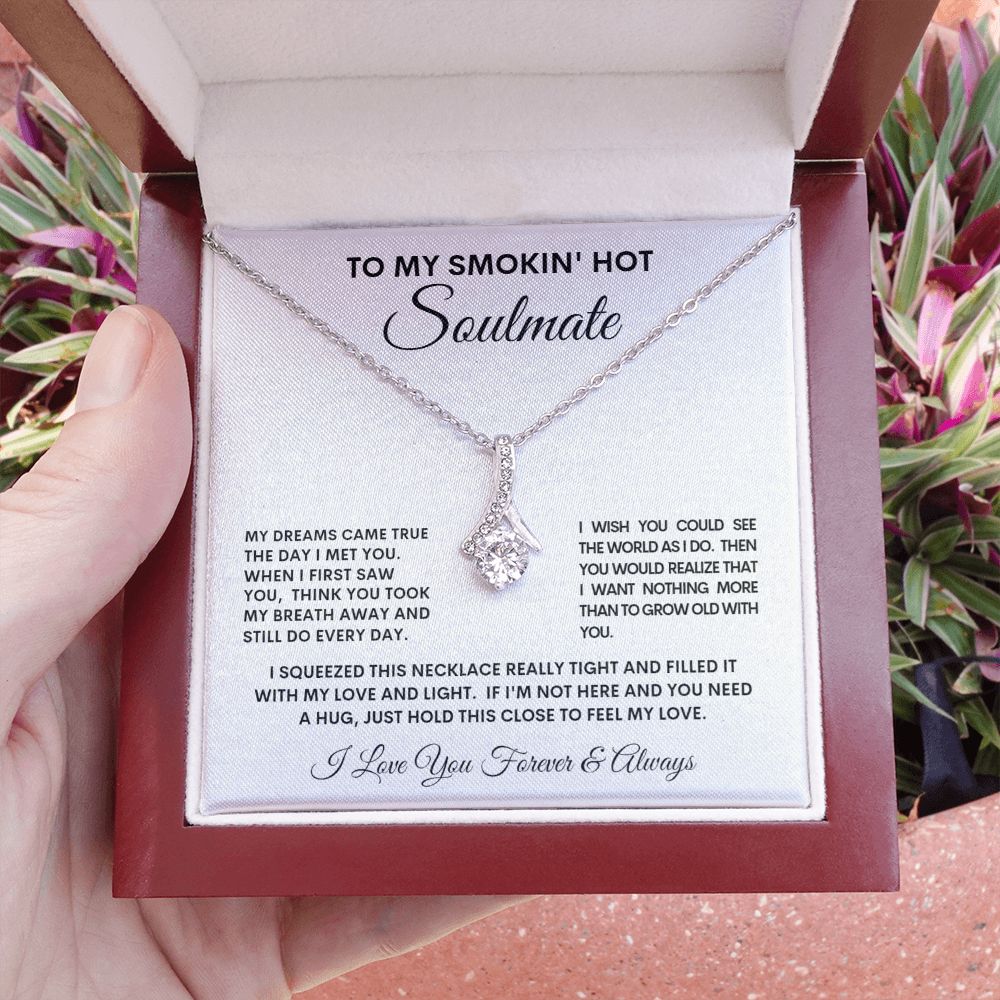 TO MY SMOKIN' HOT
Soulmate
MY DREAMS CAME TRUE
THE DAY I MET YOU.
WHEN I FIRST SAW
YOU, THINK YOU TOOK
MY BREATH AWAY AND
STILL DO EVERY DAY.
I WISH YOU COULD SEE
THE WORLD AS I DO. THEN
YOU WOULD REALIZE THAT
I WANT NOTHING MORE
THAN TO GROW OLD WITH
YOU.
I SQUEEZED THIS NECKLACE REALLY TIGHT AND FILLED IT
WITH MY LOVE AND LIGHT. IF I'M NOT HERE AND YOU NEED
A HUG, JUST HOLD THIS CLOSE TO FEEL MY LOVE.
I Love You Forever & Always